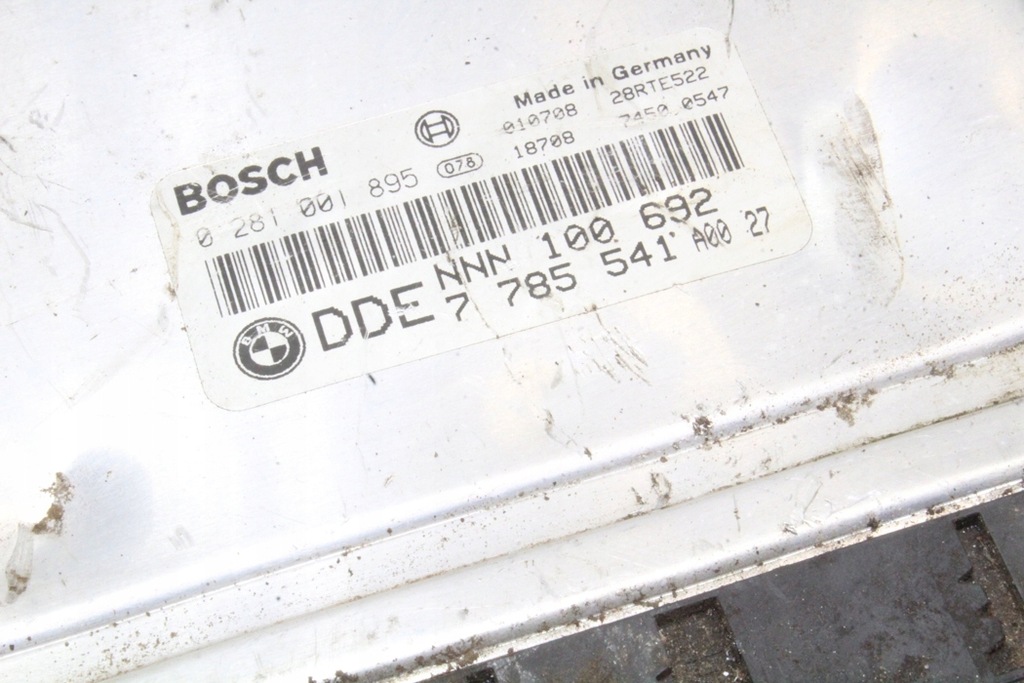 BOSCH
Made in Germany
010708 28RTE522
0 281 001 895 078 18708 7450 0547
NNN 100 692
BMW DDE 7 785 541 A00 27